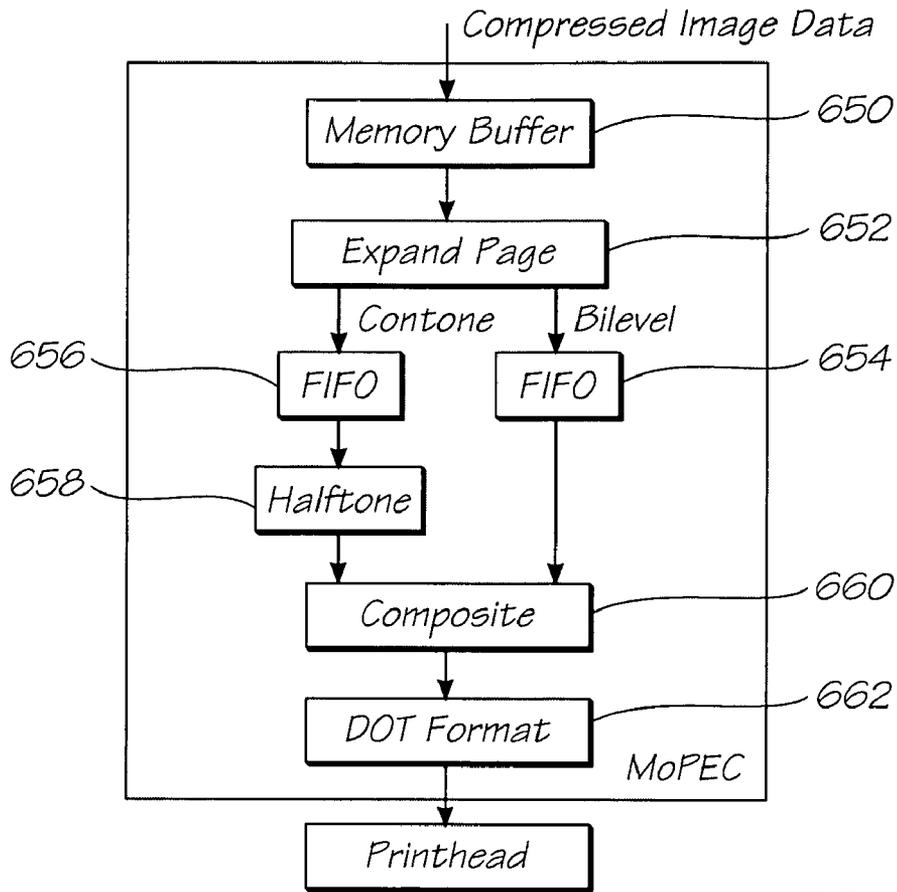 Compressed Image Data
Memory Buffer
650
Expand Page
652
Contone
Bilevel
656
FIFO
FIFO
654
658
Halftone
Composite
660
DOT Format
662
MoPEC
Printhead